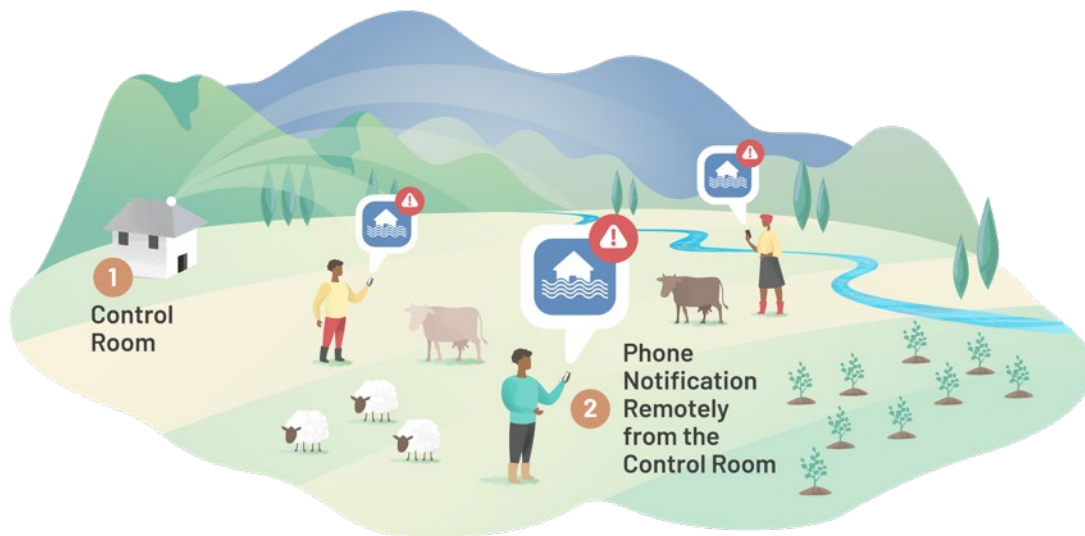 1
Control
Room
2
Phone
Notification
Remotely
from the
Control Room